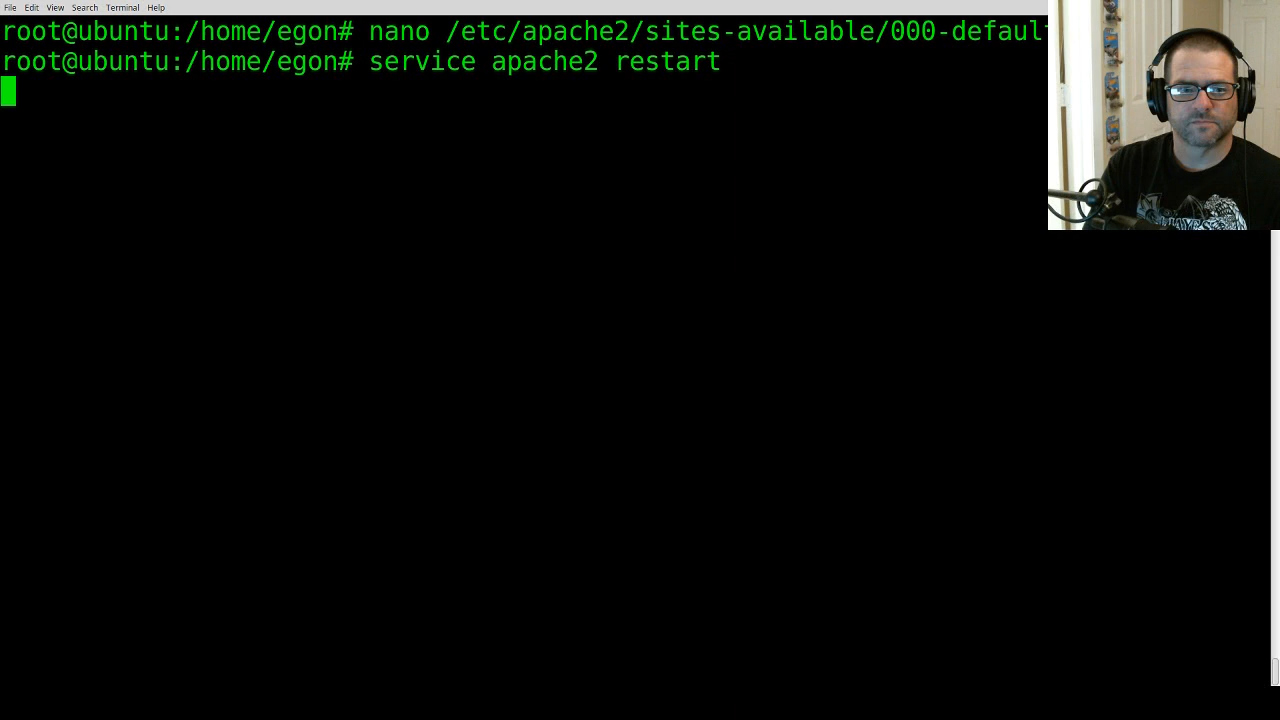 File Edit View Search Terminal Help
root@ubuntu:/home/egon# nano /etc/apache2/sites-available/000-default
root@ubuntu:/home/egon# service apache2 restart